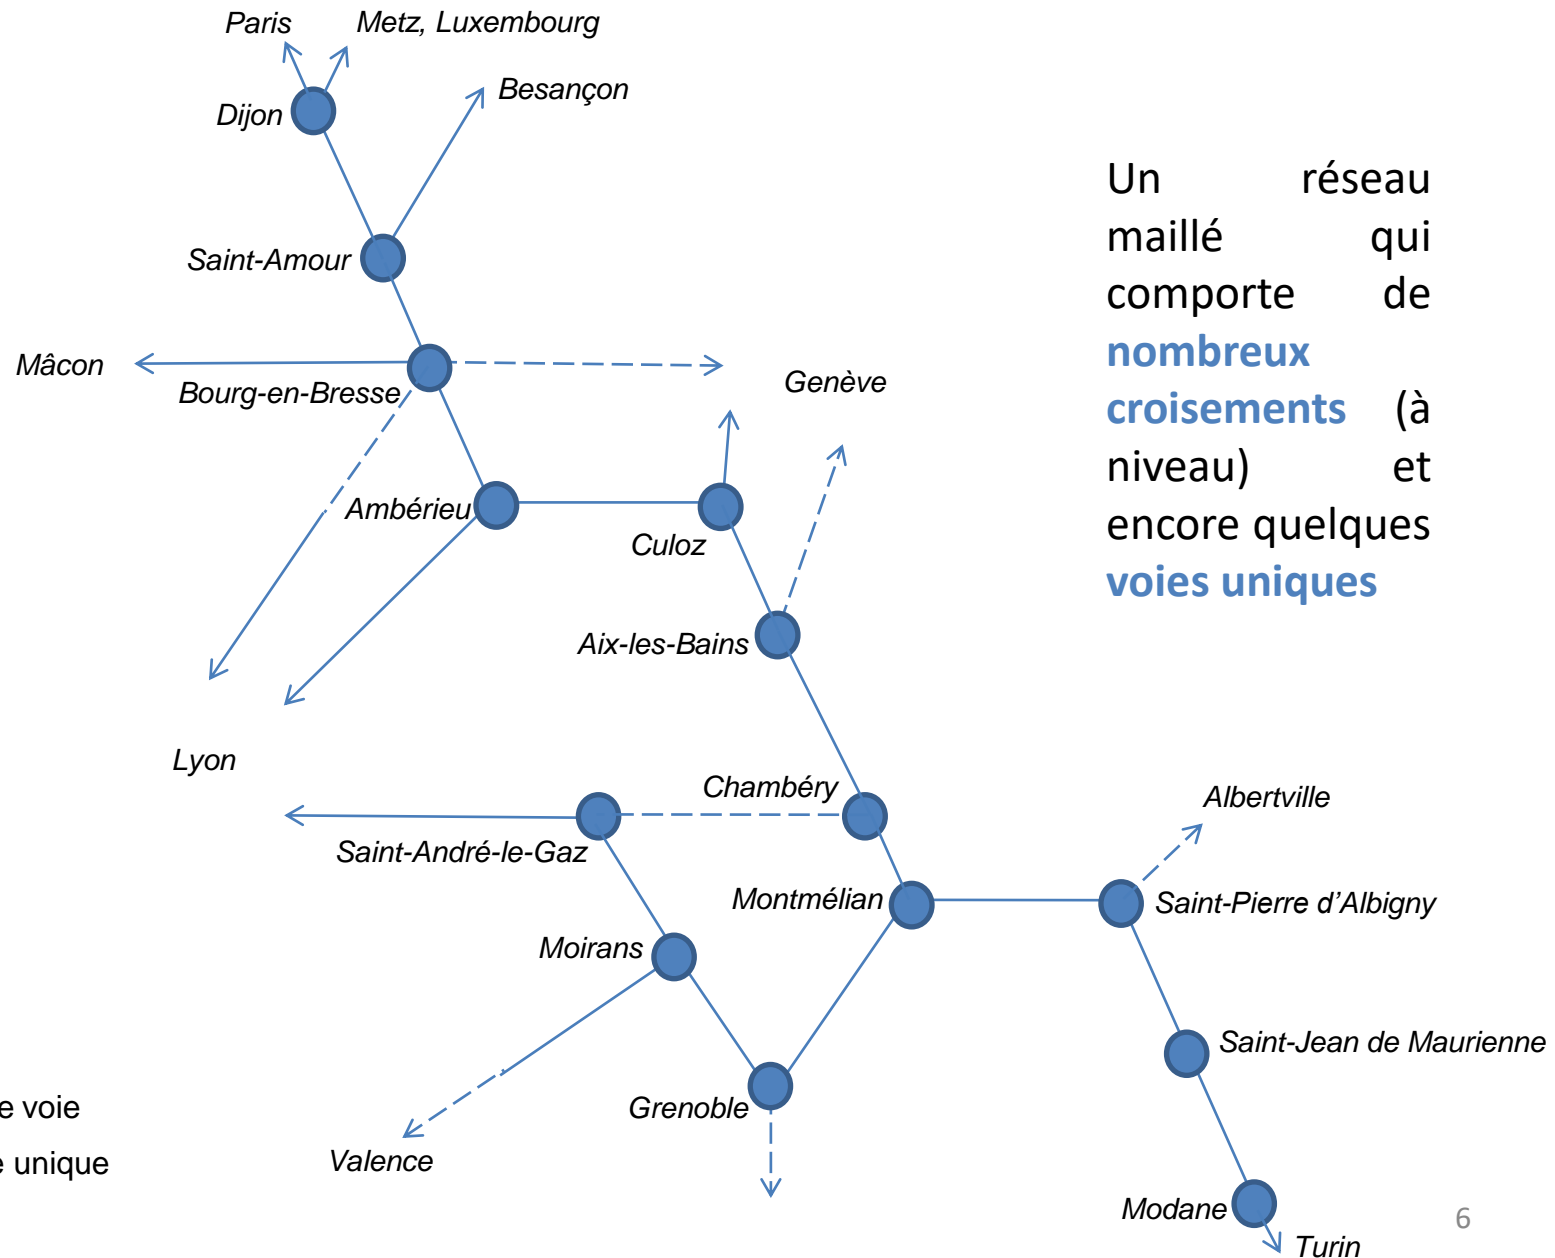 Paris
Metz, Luxembourg
Besançon
Dijon
Saint-Amour
Mâcon
Bourg-en-Bresse
Genève
Ambérieu
Culoz
Aix-les-Bains
Lyon
Chambéry
Albertville
Saint-André-le-Gaz
Montmélian
Saint-Pierre d’Albigny
Moirans
Saint-Jean de Maurienne
Grenoble
Valence
Modane
Turin
Un réseau
maillé qui
comporte de
nombreux
croisements (à
niveau) et
encore quelques
voies uniques
e voie
e unique
6